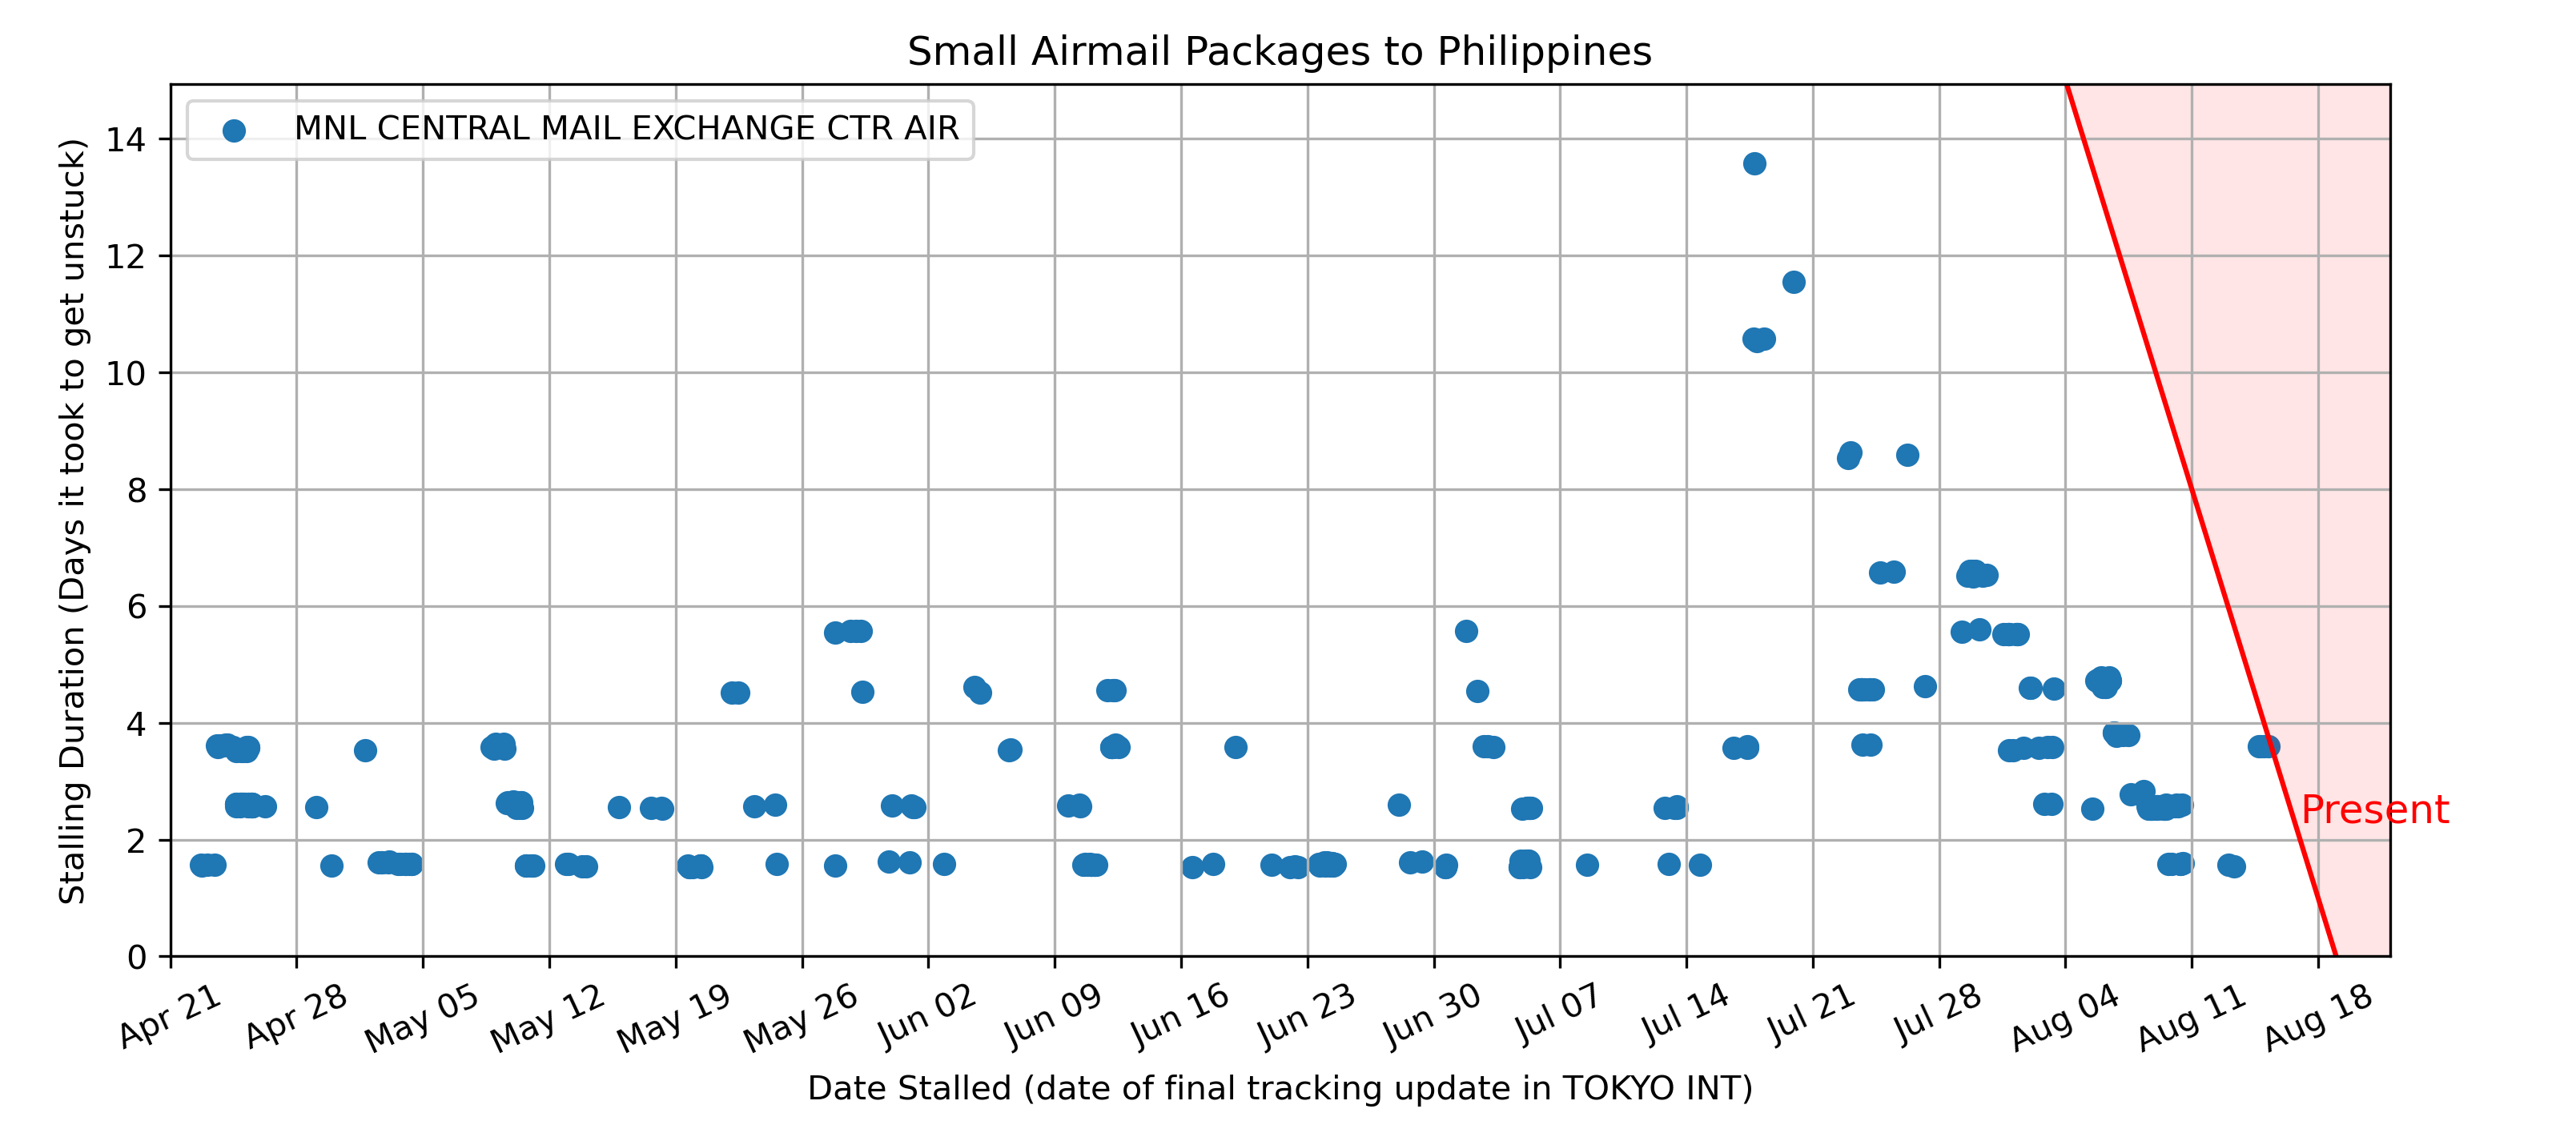 Small Airmail Packages to Philippines
MNL CENTRAL MAIL EXCHANGE CTR AIR
Stalling Duration (Days it took to get unstuck)
14
12
10
8
6
4
2
0
Present
Apr 21
Apr 28
May 05
May 12
May 19
May 26
Jun 02
Jun 09
Jun 16
Jun 23
Jun 30
Jul 07
Jul 14
Jul 21
Jul 28
Aug 04
Aug 11
Aug 18
Date Stalled (date of final tracking update in TOKYO INT)